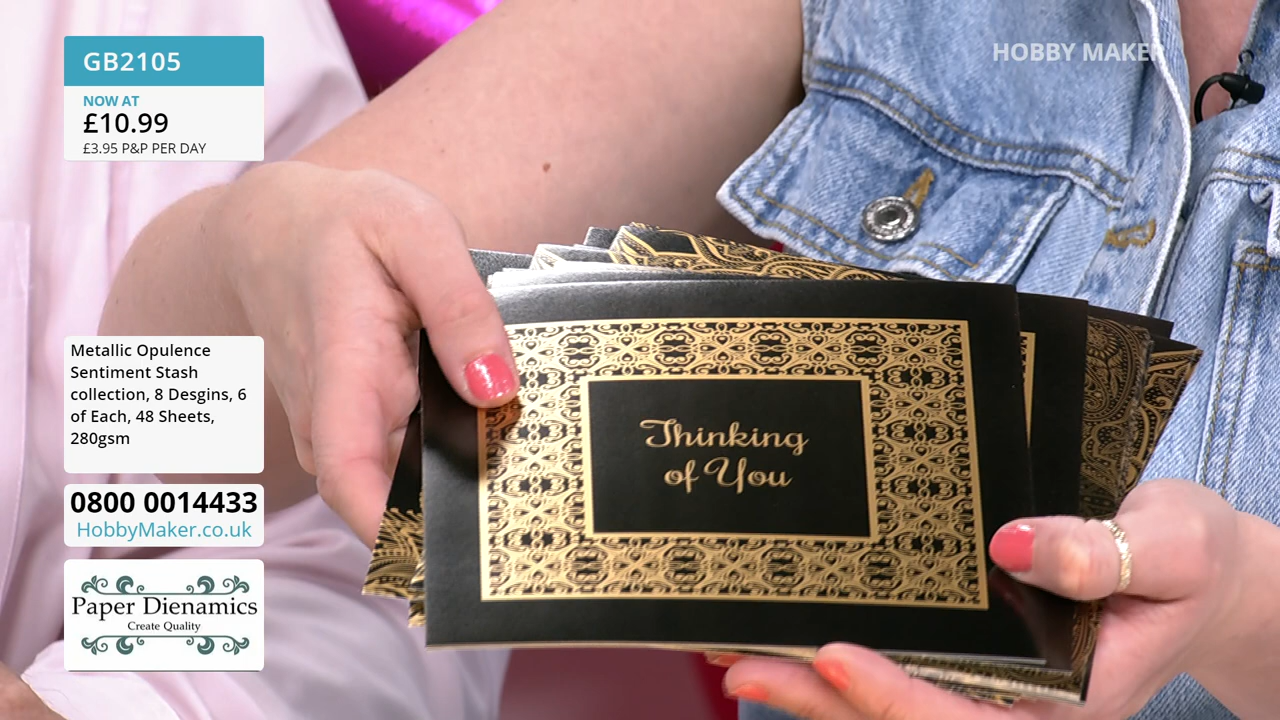 GB2105
NOW AT
£10.99
£3.95 P&P PER DAY
HOBBY MAKER
Metallic Opulence
Sentiment Stash
collection, 8 Desgins, 6
of Each, 48 Sheets,
280gsm
0800 0014433
HobbyMaker.co.uk
Paper Dienamics
Create Quality
Thinking
of You